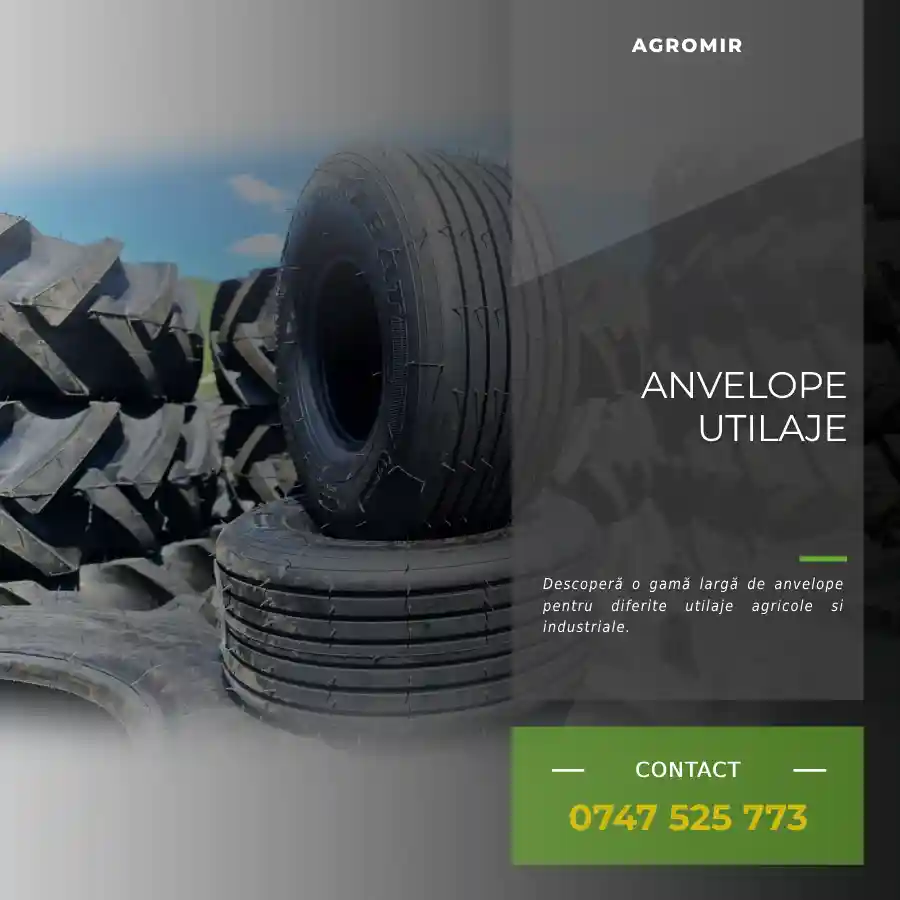 AGROMIR
ANVELOPE
UTILAJE
Descoperă o gamă largă de anvelope
pentru diferite utilaje agricole si
industriale.
CONTACT
0747 525 773